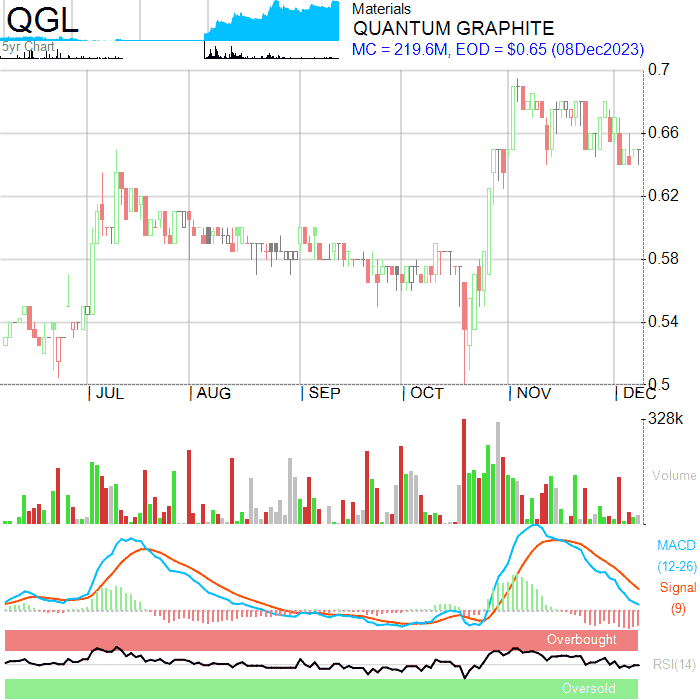 QGL
5yr Chart
Materials
QUANTUM GRAPHITE
MC = 219.6M, EOD = $0.65 (08Dec2023)
0.7
0.66
0.62
0.58
0.54
0.5
| JUL | AUG | SEP | OCT | NOV | DEC
328k
Volume
MACD
(12-26)
Signal
(9)
Overbought
RSI(14)
Oversold